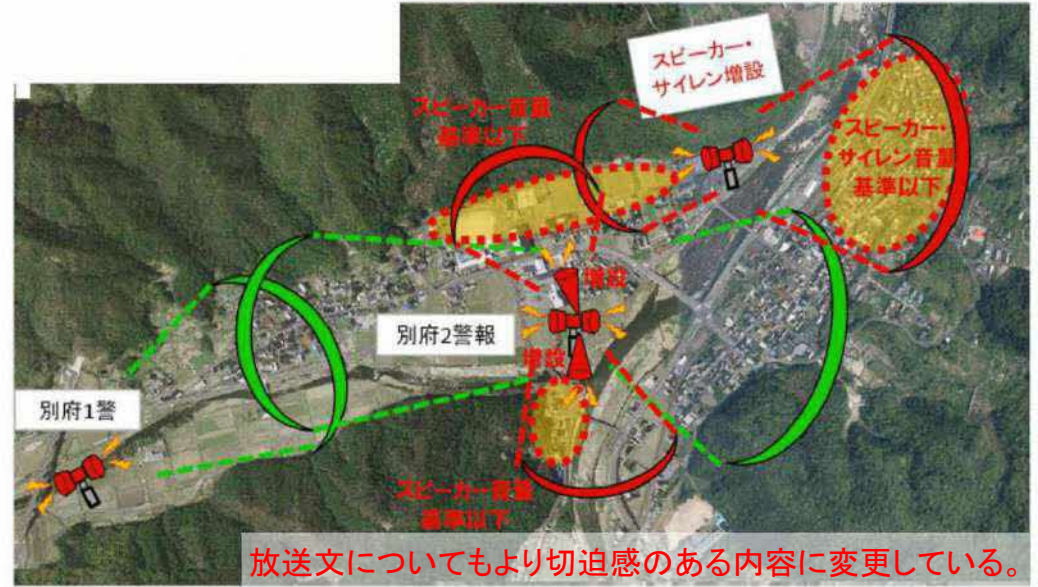 スピーカー・
サイレン増設
スピーカー音量
基準以下
スピーカー・
サイレン音量
基準以下
増設
別府2警報
増設
別府1警
スピーカー音量
基準以下
放送文についてもより切迫感のある内容に変更している。